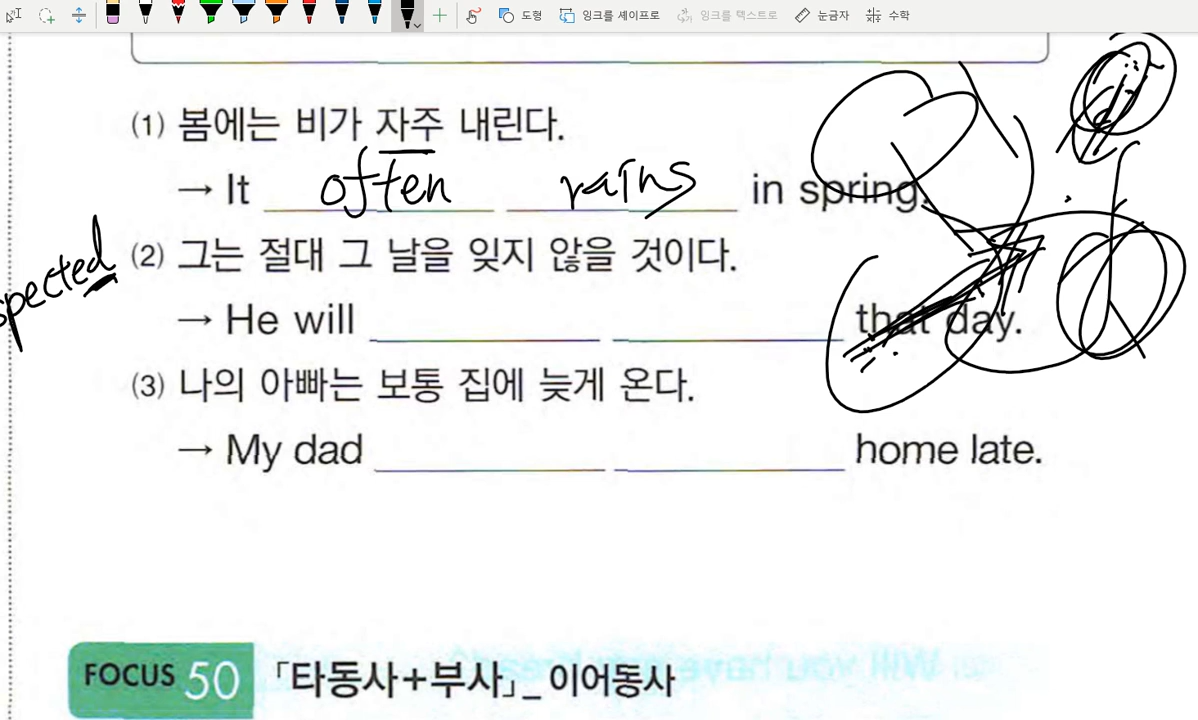 도형 잉크를 셰이프로 잉크를 텍스트로 눈금자 수학
(1) 봄에는 비가 자주 내린다.
→ It often rains in spring.
(2) 그는 절대 그 날을 잊지 않을 것이다.
→ He will that day.
(3) 나의 아빠는 보통 집에 늦게 온다.
→ My dad home late.
FOCUS 50 「타동사+부사」_ 이어동사